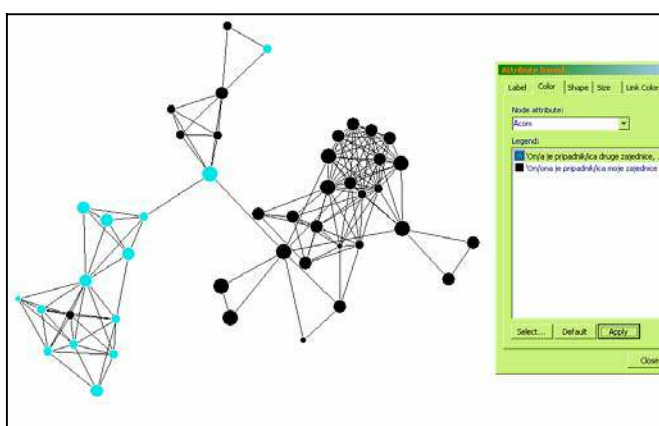 Attribute based
Label Color Shape Size Link Color
Node attribute:
Acom
Legend:
'On/a je pripadnik/ica druge zajednice, .
'On/ona je pripadnik/ica moje zajednice
Select... Default Apply
Close